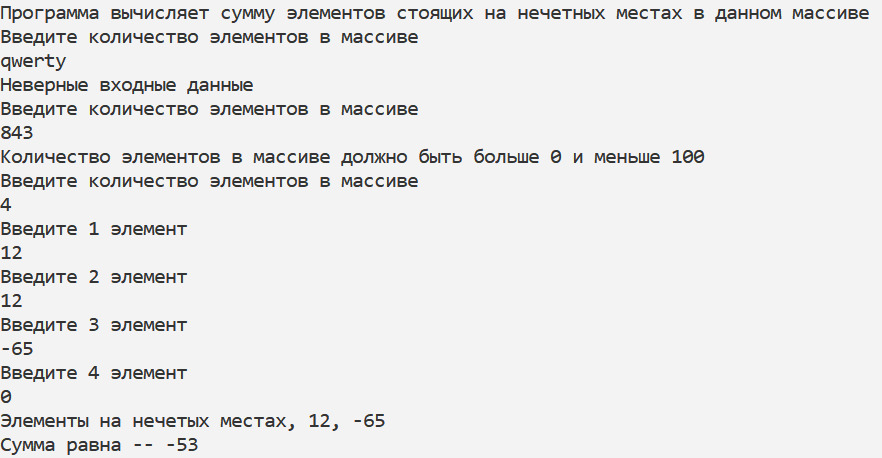 Программа вычисляет сумму элементов стоящих на нечетных местах в данном массиве
Введите количество элементов в массиве
qwerty
Неверные входные данные
Введите количество элементов в массиве
843
Количество элементов в массиве должно быть больше 0 и меньше 100
Введите количество элементов в массиве
4
Введите 1 элемент
12
Введите 2 элемент
12
Введите 3 элемент
-65
Введите 4 элемент
0
Элементы на нечетых местах, 12, -65
Сумма равна -- -53